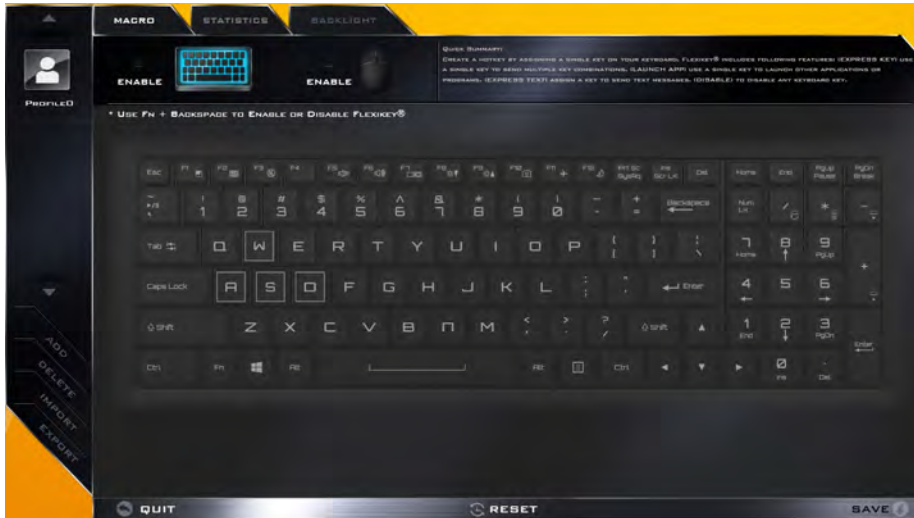 MACRO STATISTICS BACKLIGHT
ENABLE ENABLE
QUICK SUMMARY:
CREATE A HOTKEY BY ASSIGNING A SINGLE KEY ON YOUR KEYBOARD. FLEXIKEY® INCLUDES FOLLOWING FEATURES: (EXPRESS KEY) USE
A SINGLE KEY TO SEND MULTIPLE KEY COMBINATIONS. (LAUNCH APP) USE A SINGLE KEY TO LAUNCH OTHER APPLICATIONS OR
PROGRAMS. (EXPRESS TEXT) ASSIGN A KEY TO SEND TEXT MESSAGES. (DISABLE) TO DISABLE ANY KEYBOARD KEY.
PROFILE0
* USE FN + BACKSPACE TO ENABLE OR DISABLE FLEXIKEY®
Esc F1 F2 F3 F4 F5 F6 F7 F8 F9 F10 F11 F12 Prt Sc SysRq Ins Scr Lk Del Home End PgUp Pause PgDn Break
! 1 @ 2 # 3 $ 4 % 5 ^ 6 & 7 * 8 ( 9 ) 0 - + = Backspace Num Lk / * -
Tab Q W E R T Y U I O P { [ } ] | \ 7 Home 8 9 PgUp +
Caps Lock A S D F G H J K L : ; " ' Enter 4 5 6
Shift Z X C V B N M < , > . ? / Shift 1 End 2 3 PgDn Enter
Ctrl Fn Alt Alt Ctrl 0 Ins . Del
ADD
DELETE
IMPORT
EXPORT
QUIT RESET SAVE